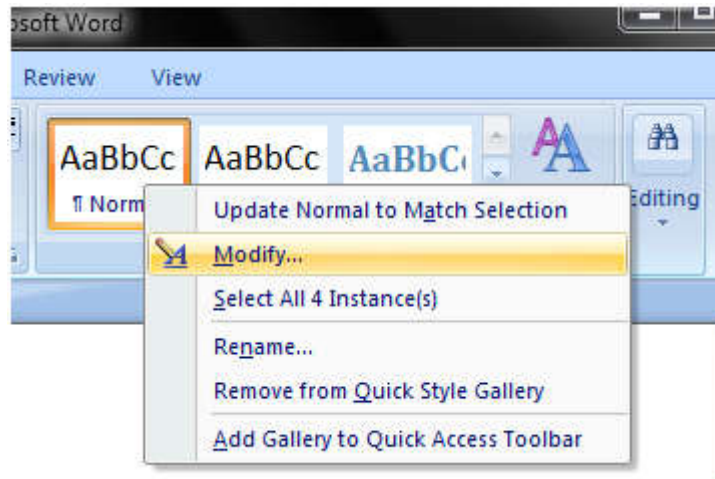 osoft Word
Review View
AaBbCc AaBbCc AaBbC
¶ Norm
Editing
Update Normal to Match Selection
Modify...
Select All 4 Instance(s)
Rename...
Remove from Quick Style Gallery
Add Gallery to Quick Access Toolbar